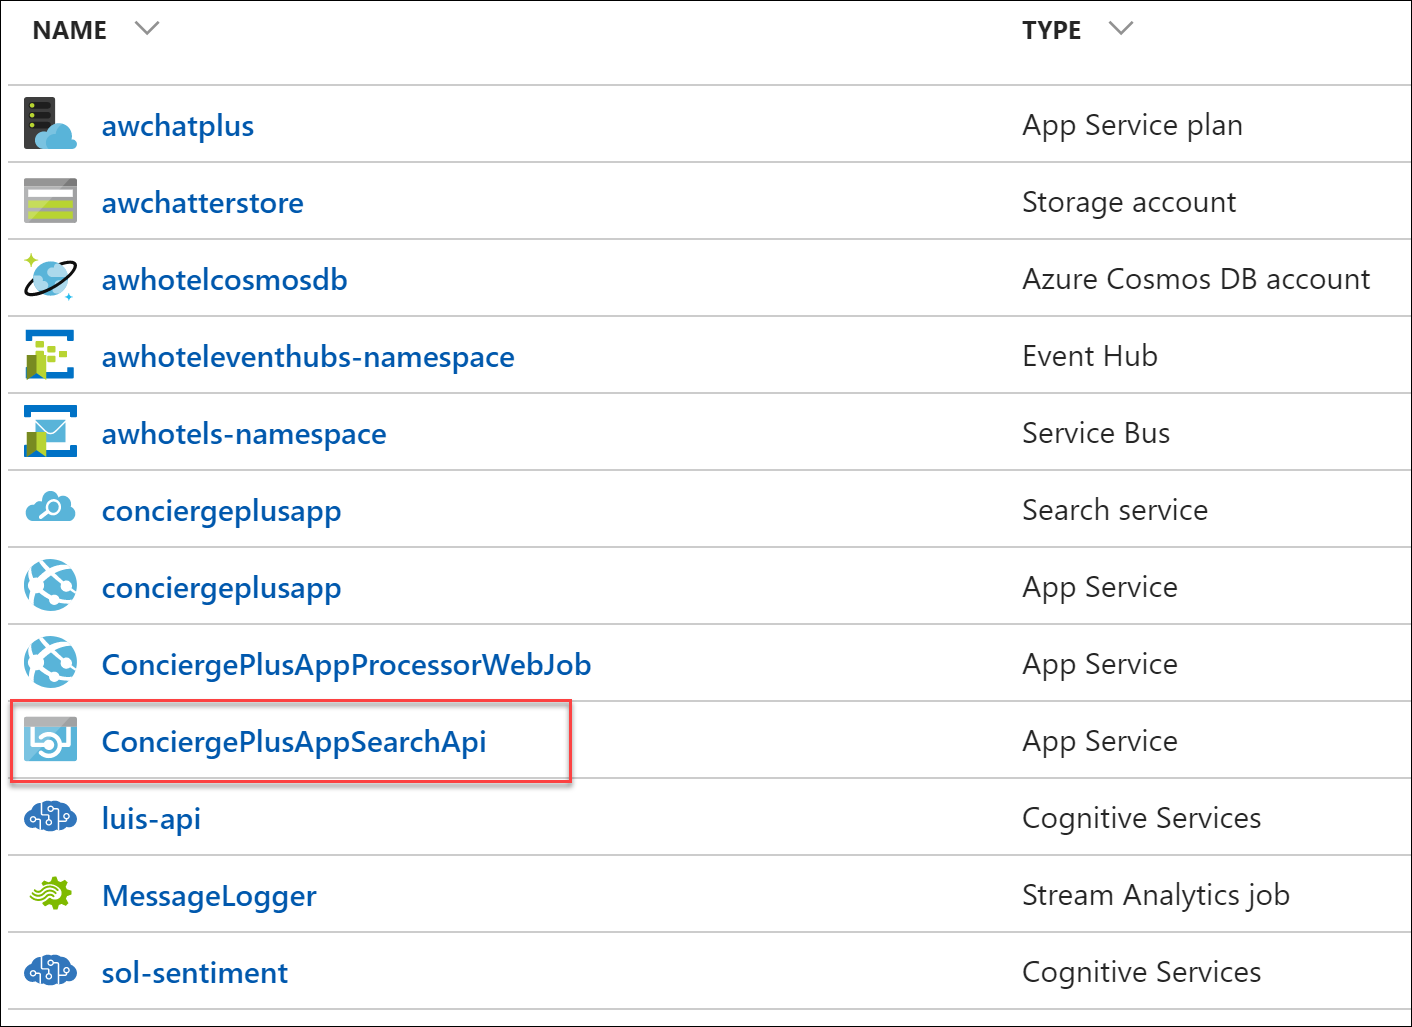 NAME TYPE
awchatplus App Service plan
awchatterstore Storage account
awhotelcosmosdb Azure Cosmos DB account
awhoteleventhubs-namespace Event Hub
awhotels-namespace Service Bus
conciergeplusapp Search service
conciergeplusapp App Service
ConciergePlusAppProcessorWebJob App Service
ConciergePlusAppSearchApi App Service
luis-api Cognitive Services
MessageLogger Stream Analytics job
sol-sentiment Cognitive Services